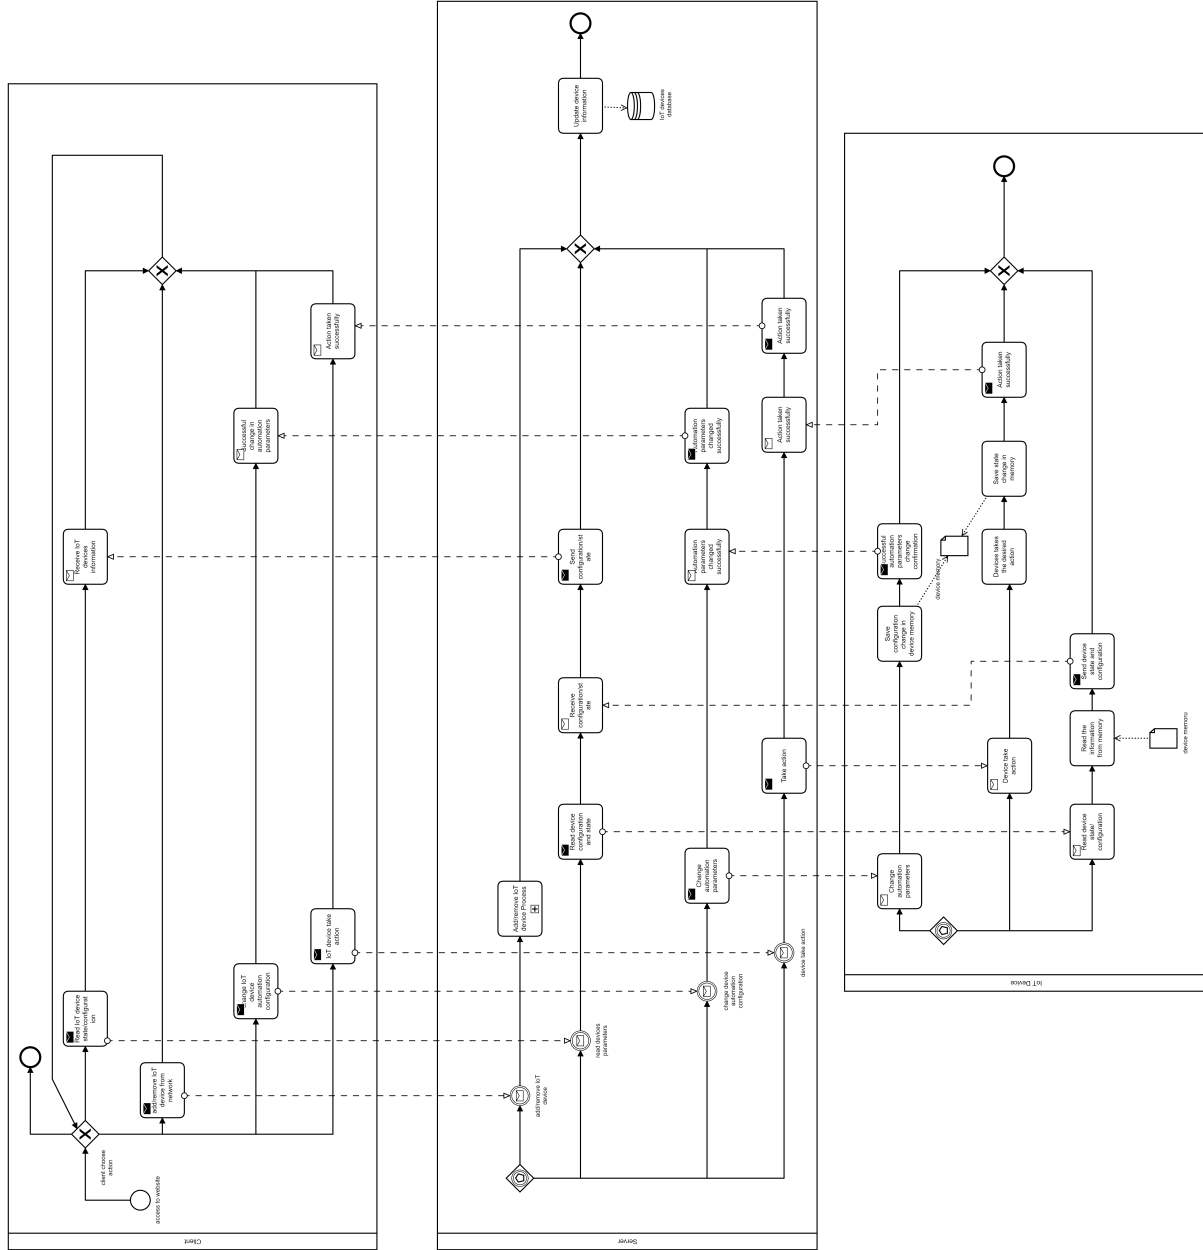 Update device
information
IoT devices
database
Action taken
successfully
Action taken
successfully
Successful
change in
automation
parameters
Automation
parameters
changed
successfully
Action taken
successfully
Action taken
successfully
Save state
change in
memory
Receive IoT
devices
information
Send
configuration/st
ate
Automation
parameters
changed
successfully
Successful
automation
parameters
change
confirmation
device memory
Devices takes
the desired
action
Save
configuration
change in
device memory
Send device
state and
configuration
Receive
configuration/st
ate
Take action
Device take
action
Read the
information
from memory
device memory
Read device
configuration
and state
Read device
state/
configuration
Change
automation
parameters
Change
automation
parameters
Add/remove IoT
device Process
IoT device take
action
device take action
Change IoT
device
automation
configuration
change device
automation
configuration
Read IoT device
state/configurat
ion
read devices
parameters
add/remove IoT
device from
network
add/remove IoT
device
client choose
action
access to website
Client
Server
IoT Device